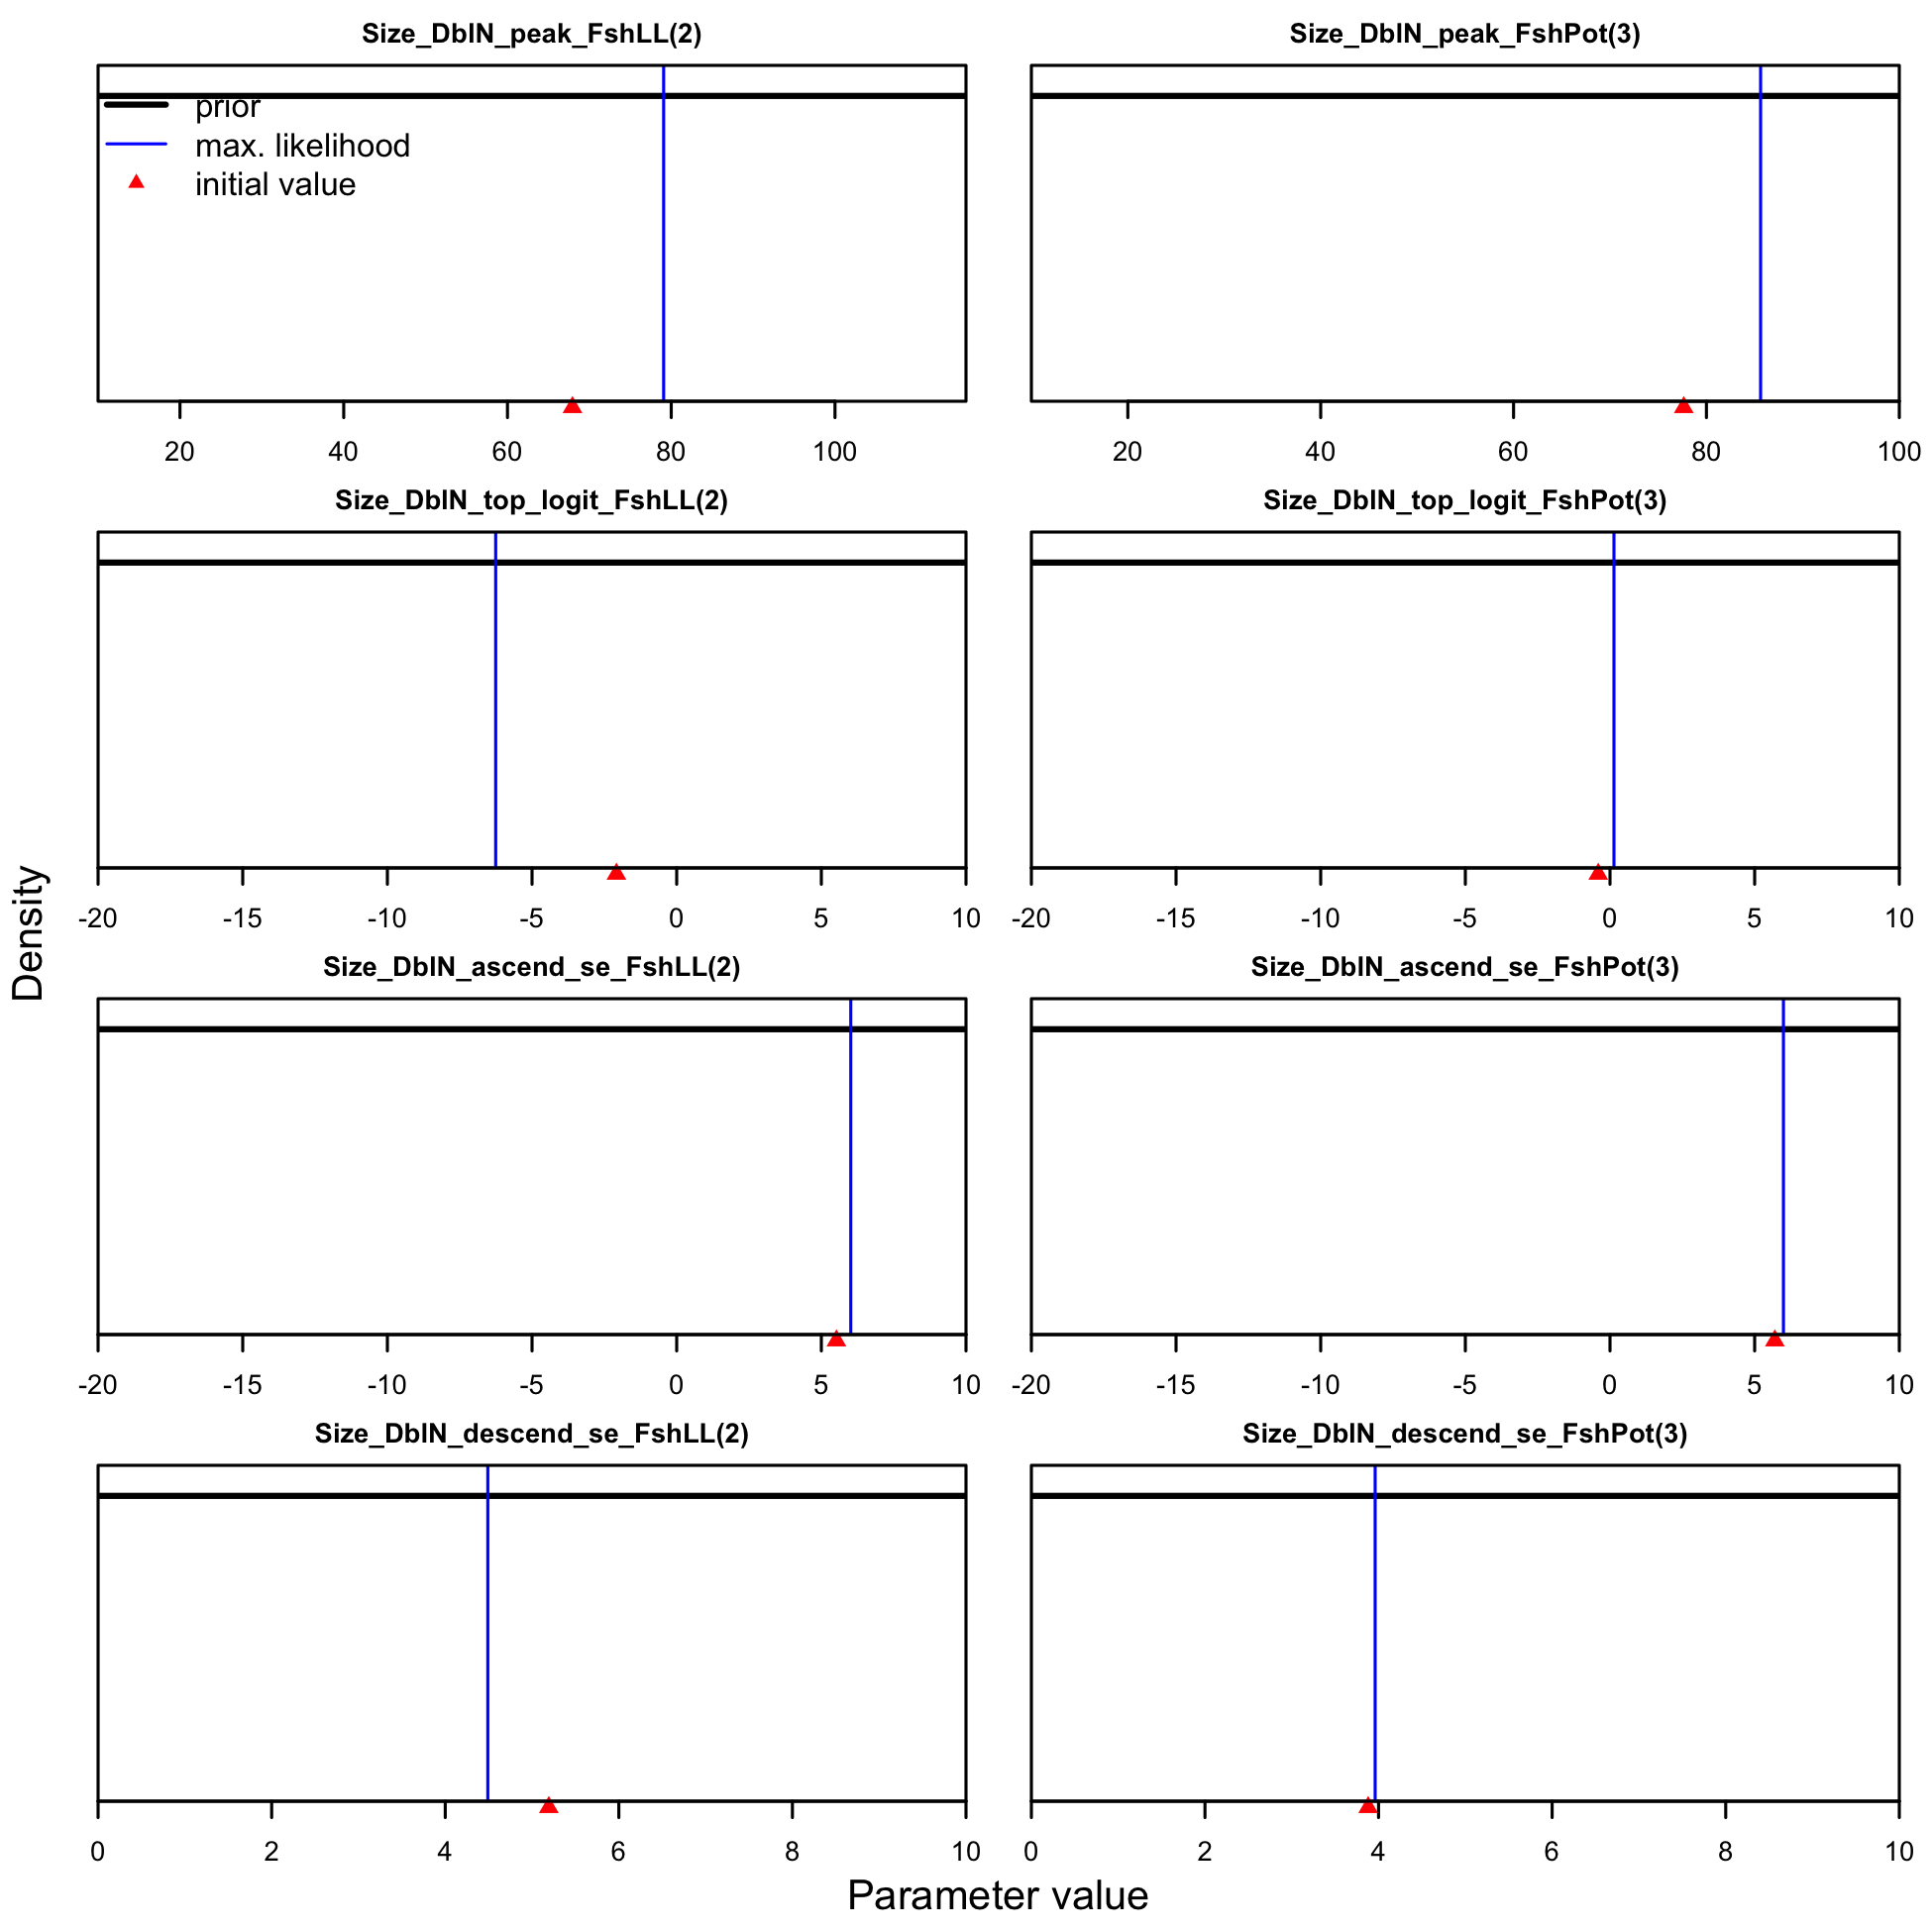 Size_DblN_peak_FshLL(2)
prior
max. likelihood
initial value
20 40 60 80 100
Size_DblN_peak_FshPot(3)
20 40 60 80 100
Size_DblN_top_logit_FshLL(2)
-20 -15 -10 -5 0 5 10
Size_DblN_top_logit_FshPot(3)
-20 -15 -10 -5 0 5 10
Size_DblN_ascend_se_FshLL(2)
-20 -15 -10 -5 0 5 10
Size_DblN_ascend_se_FshPot(3)
-20 -15 -10 -5 0 5 10
Size_DblN_descend_se_FshLL(2)
0 2 4 6 8 10
Size_DblN_descend_se_FshPot(3)
0 2 4 6 8 10
Density
Parameter value